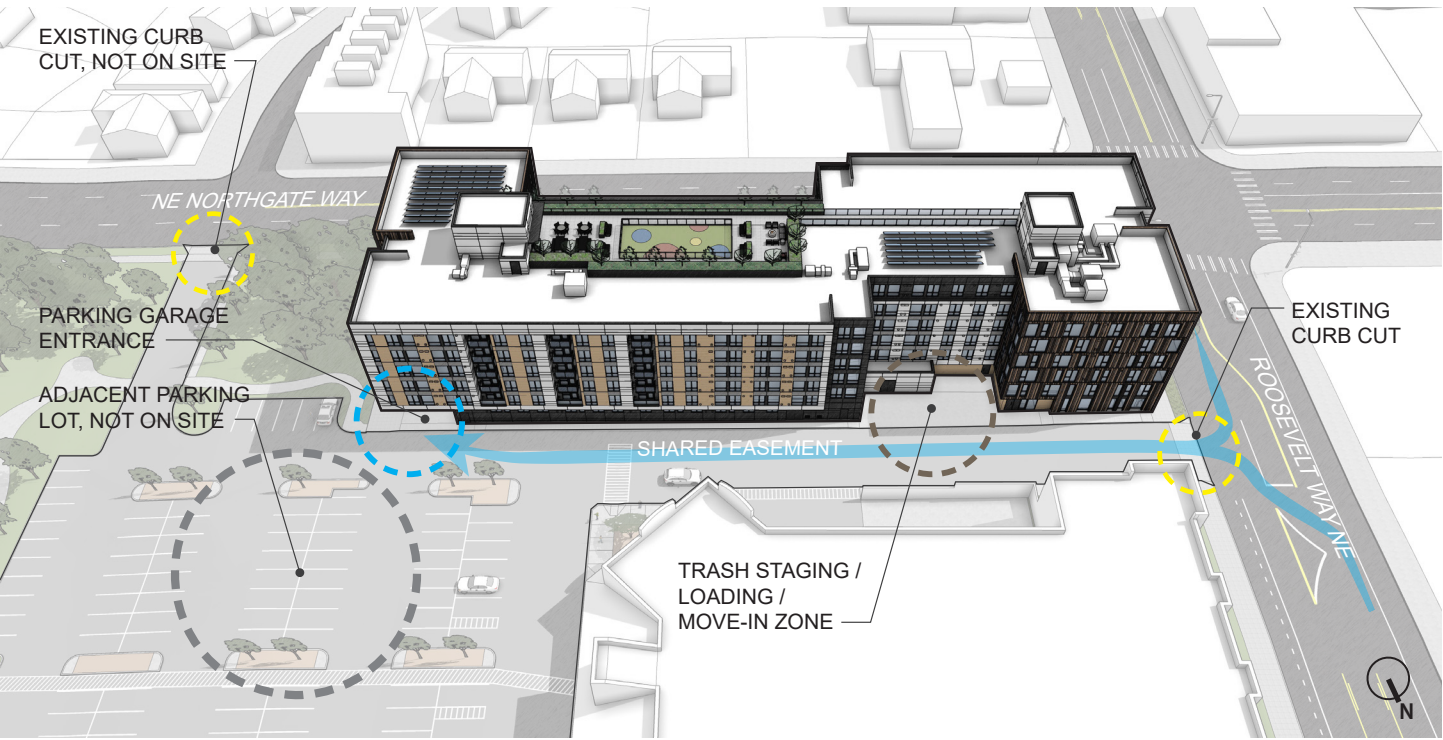 EXISTING CURB
CUT, NOT ON SITE
NE NORTHGATE WAY
PARKING GARAGE
ENTRANCE
ADJACENT PARKING
LOT, NOT ON SITE
EXISTING
CURB CUT
ROOSEVELT WAY NE
SHARED EASEMENT
TRASH STAGING /
LOADING /
MOVE-IN ZONE
N